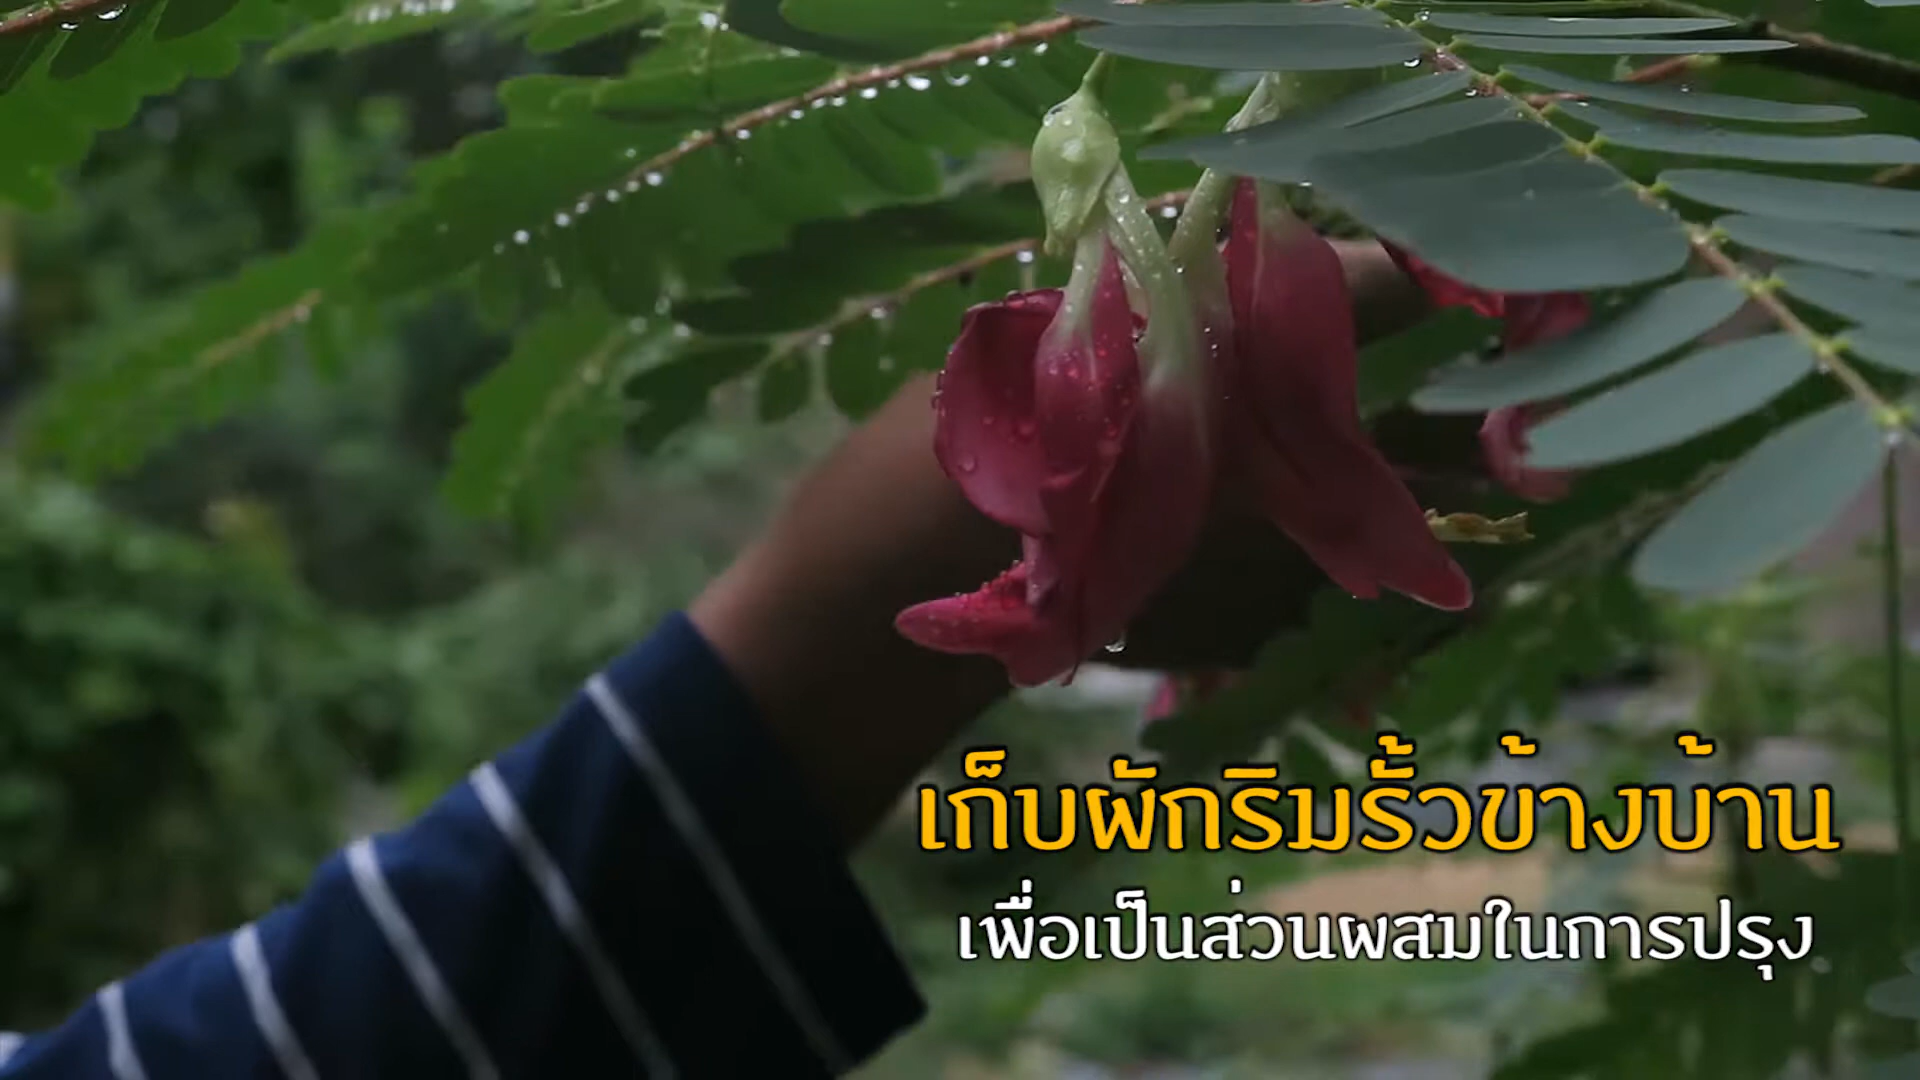 เก็บผักริมรั้วข้างบ้าน
เพื่อเป็นส่วนผสมในการปรุง